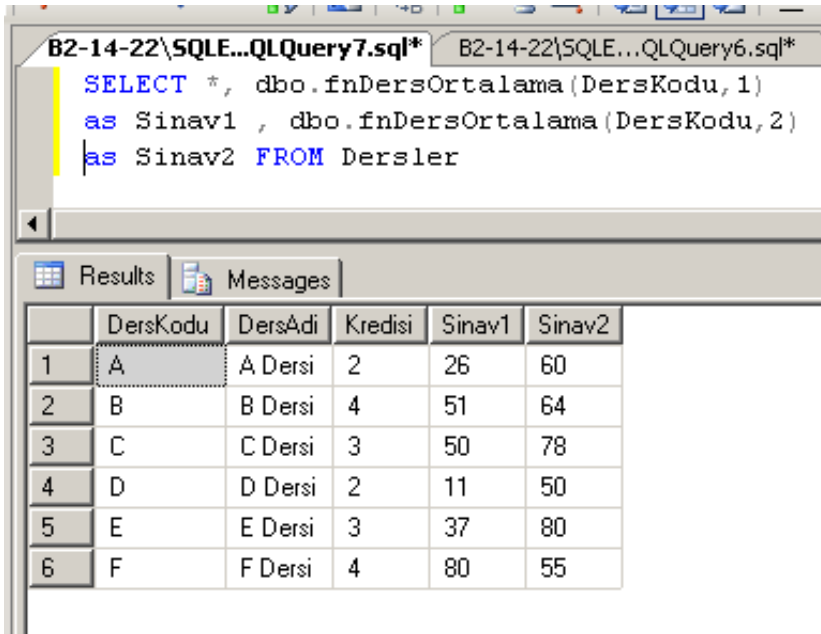 B2-14-22\SQLE...QLQuery7.sql* B2-14-22\SQLE...QLQuery6.sql*
SELECT *, dbo.fnDersOrtalama(DersKodu,1)
as Sinav1 , dbo.fnDersOrtalama(DersKodu,2)
as Sinav2 FROM Dersler
Results Messages
DersKodu DersAdi Kredisi Sinav1 Sinav2
1 A A Dersi 2 26 60
2 B B Dersi 4 51 64
3 C C Dersi 3 50 78
4 D D Dersi 2 11 50
5 E E Dersi 3 37 80
6 F F Dersi 4 80 55